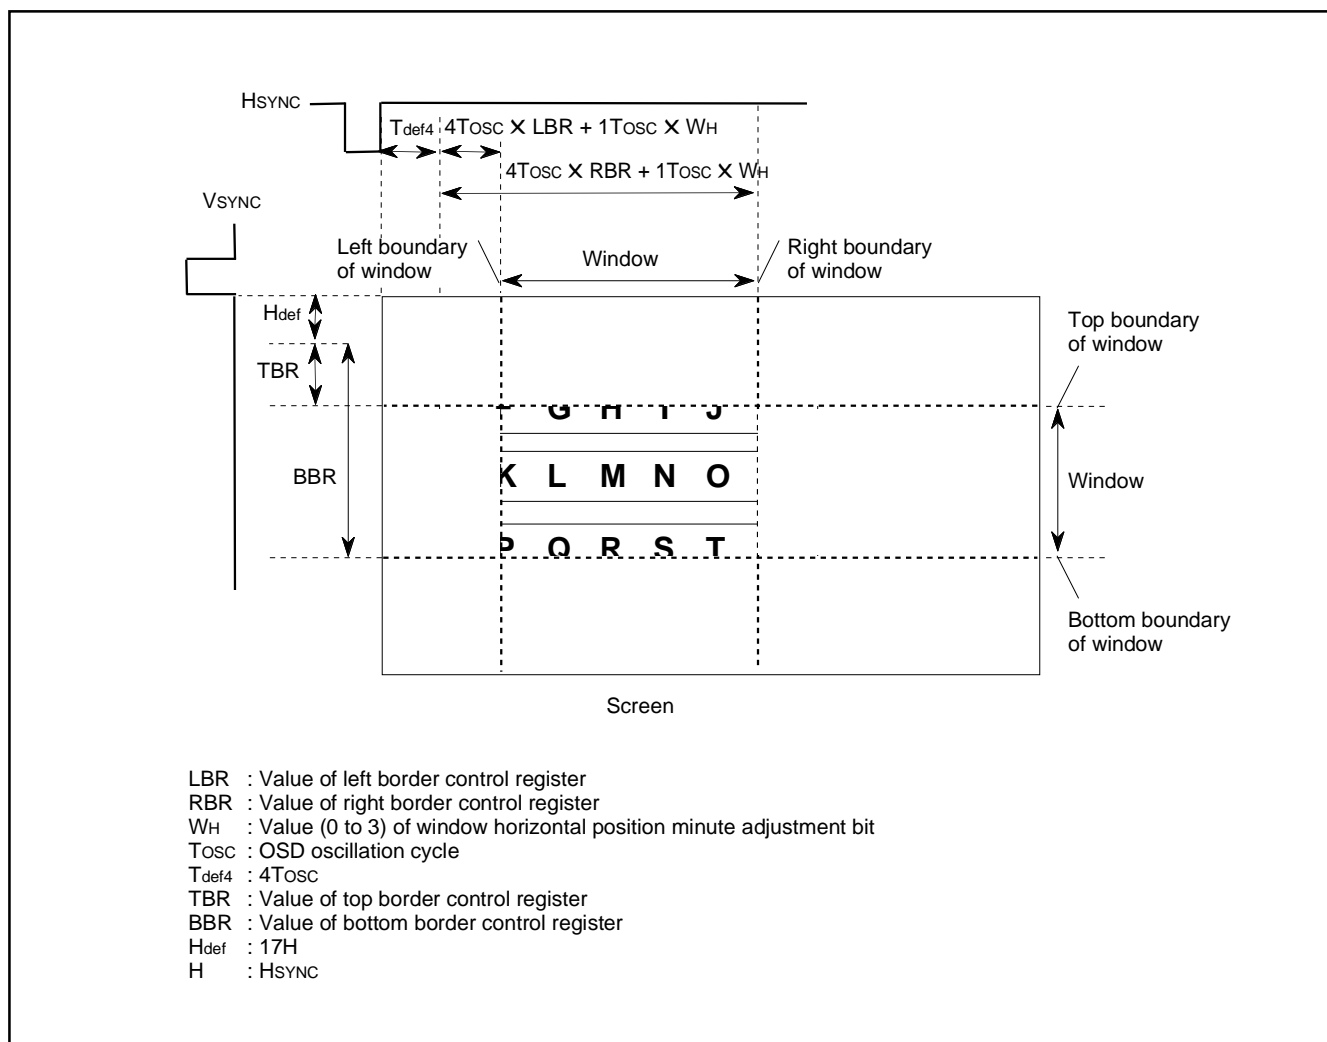 HSYNC
Tdef4 4TOSC × LBR + 1TOSC × WH
4TOSC × RBR + 1TOSC × WH
VSYNC
Left boundary
of window
Window
Right boundary
of window
Hdef
TBR
BBR
Top boundary
of window
G H I J
K L M N O
Window
P Q R S T
Bottom boundary
of window
Screen
LBR : Value of left border control register
RBR : Value of right border control register
WH : Value (0 to 3) of window horizontal position minute adjustment bit
TOSC : OSD oscillation cycle
Tdef4 : 4TOSC
TBR : Value of top border control register
BBR : Value of bottom border control register
Hdef : 17H
H : HSYNC